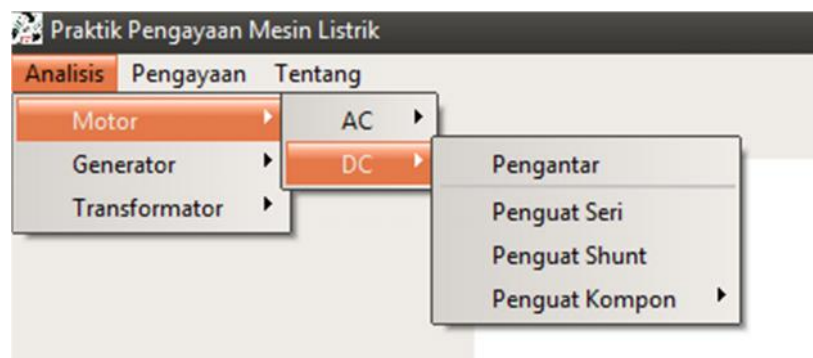 Praktik Pengayaan Mesin Listrik
Analisis Pengayaan Tentang
Motor
Generator
Transformator
AC
DC
Pengantar
Penguat Seri
Penguat Shunt
Penguat Kompon